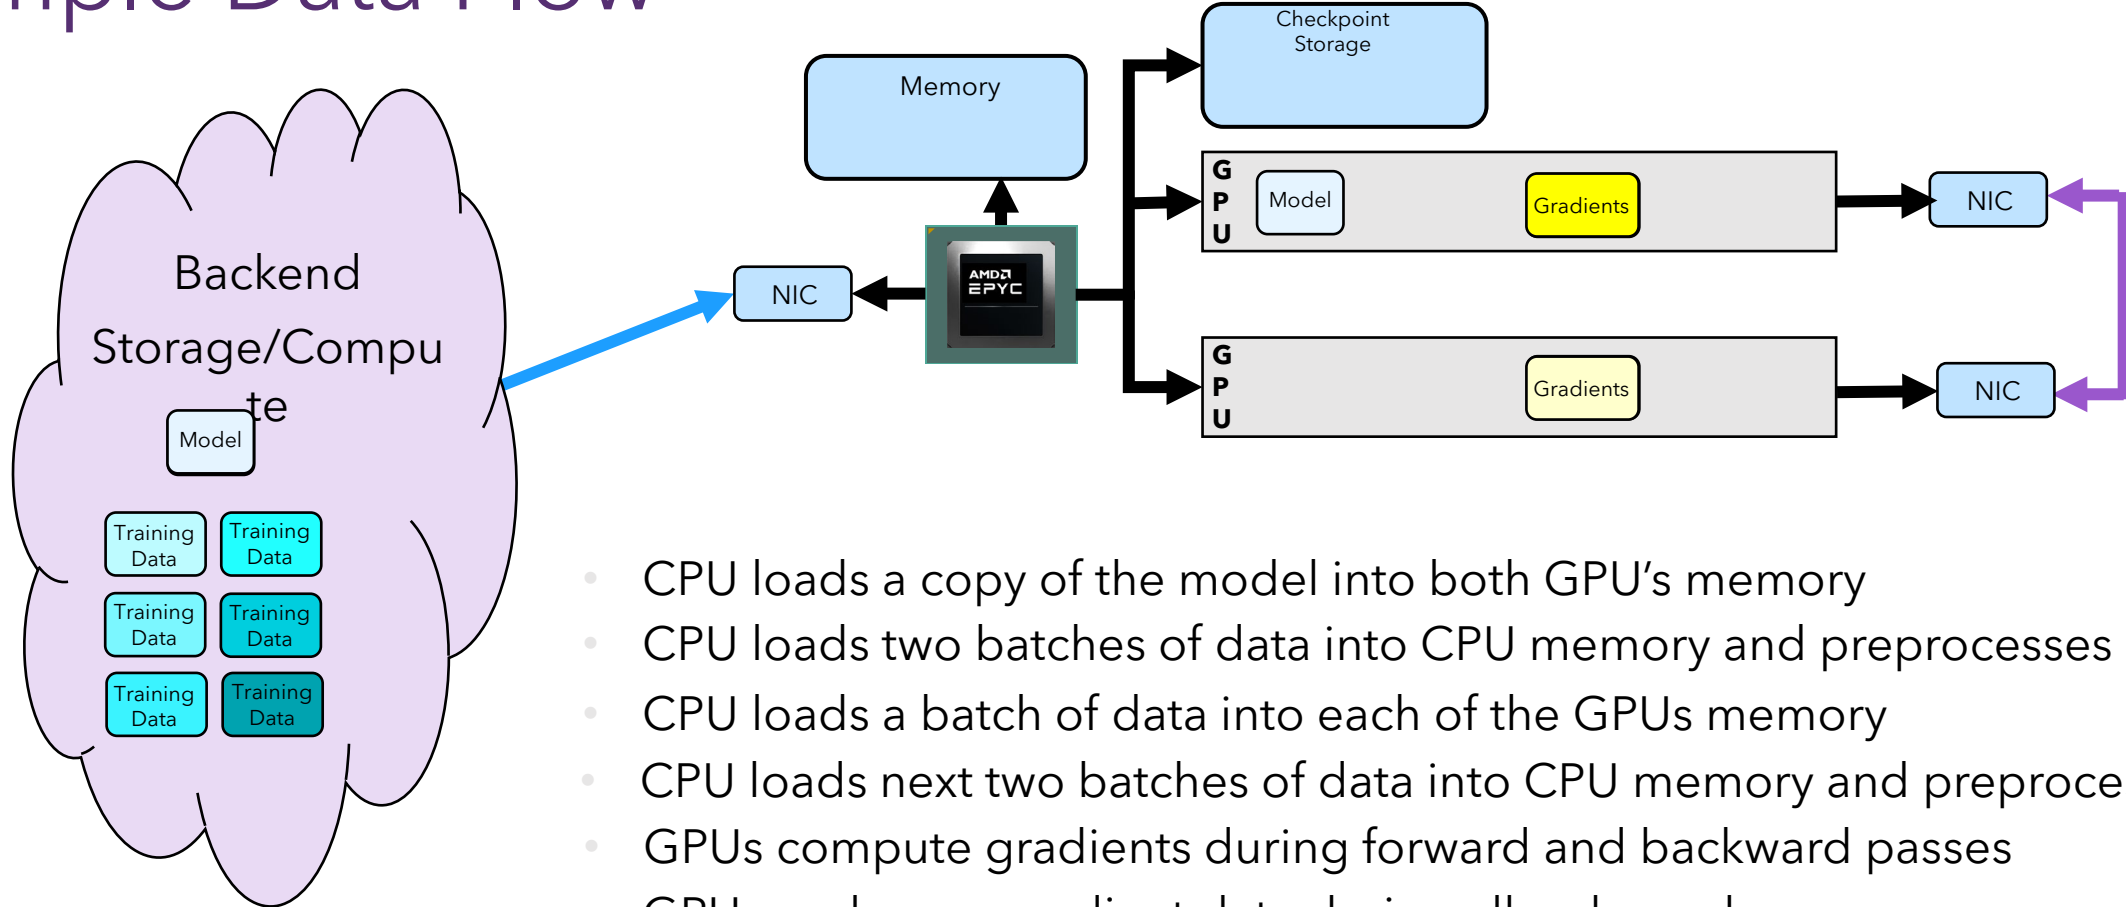 Data Flow
Checkpoint
Storage
Memory
G
P
U
Model
Gradients
NIC
Backend
Storage/Compu
te
Model
NIC
AMD
EPYC
G
P
U
Gradients
NIC
Training
Data
Training
Data
Training
Data
Training
Data
Training
Data
Training
Data
• CPU loads a copy of the model into both GPU’s memory
• CPU loads two batches of data into CPU memory and preprocesses
• CPU loads a batch of data into each of the GPUs memory
• CPU loads next two batches of data into CPU memory and preproce
• GPUs compute gradients during forward and backward passes